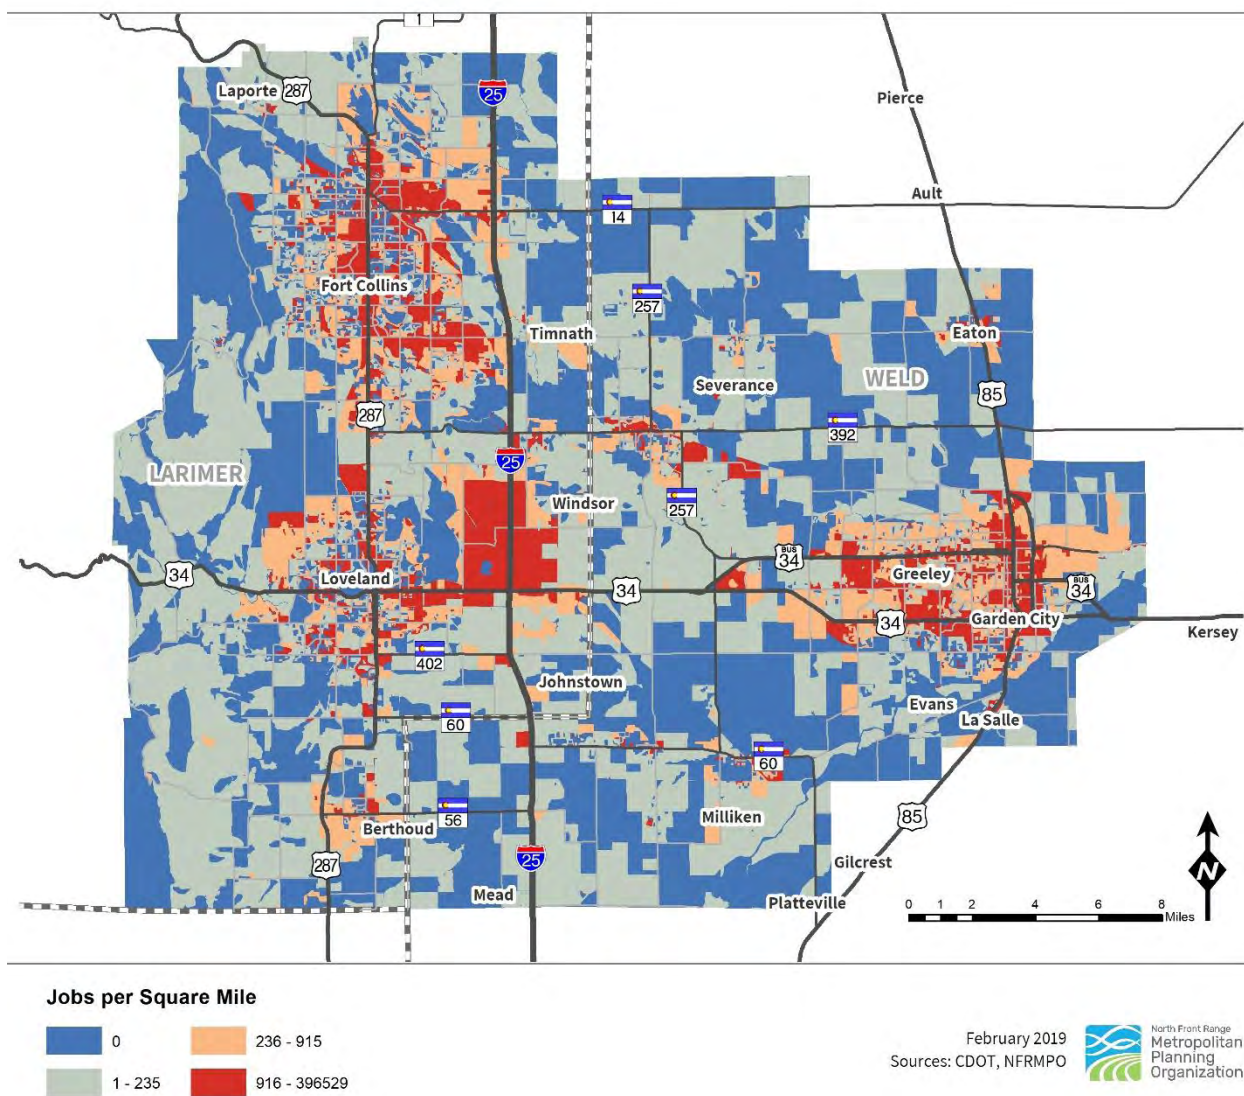 1
Laporte
287
25
Pierce
Ault
14
Fort Collins
257
Timnath
Eaton
Severance
WELD
85
287
392
25
LARIMER
Windsor
257
BUS
34
34
Loveland
34
Greeley
BUS
34
34
Garden City
Kersey
402
Johnstown
Evans
La Salle
60
60
56
Berthoud
Milliken
85
287
25
Gilcrest
Mead
Platteville
N
0 1 2 4 6 8
Miles
Jobs per Square Mile
0
236 - 915
1 - 235
916 - 396529
February 2019
Sources: CDOT, NFRMPO
North Front Range
Metropolitan
Planning
Organization